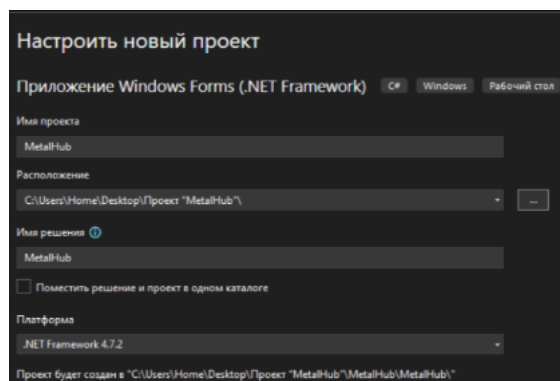 Настроить новый проект
Приложение Windows Forms (.NET Framework) C# Windows Рабочий стол
Имя проекта
MetalHub
Расположение
C:\Users\Home\Desktop\Проект "MetalHub"\ ...
Имя решения
MetalHub
Поместить решение и проект в одном каталоге
Платформа
.NET Framework 4.7.2
Проект будет создан в "C:\Users\Home\Desktop\Проект "MetalHub"\MetalHub\MetalHub\"